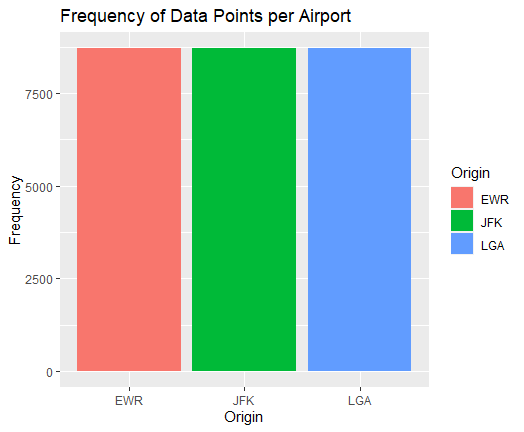 Frequency of Data Points per Airport
7500
5000
2500
0
Frequency
EWR JFK LGA
Origin
Origin
EWR
JFK
LGA